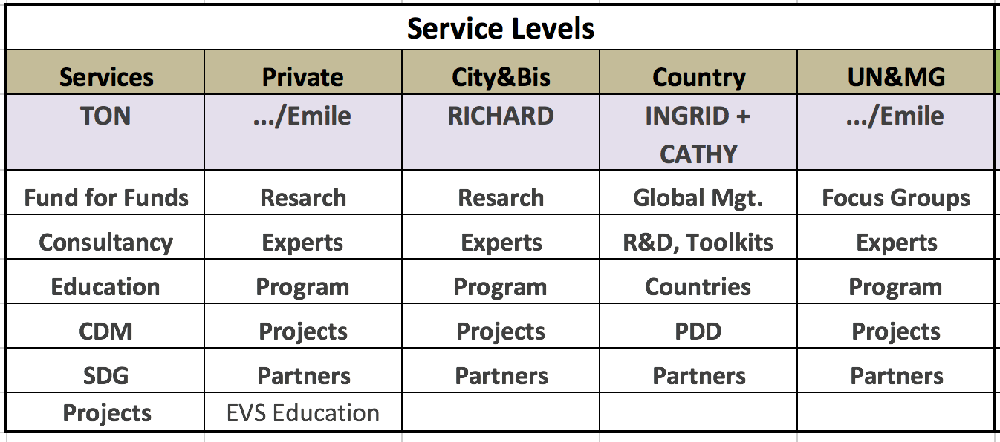 Service Levels
Services Private City&Bis Country UN&MG
TON .../Emile RICHARD INGRID + .../Emile
CATHY
Fund for Funds Resarch Resarch Global Mgt. Focus Groups
Consultancy Experts Experts R&D, Toolkits Experts
Education Program Program Countries Program
CDM Projects Projects PDD Projects
SDG Partners Partners Partners Partners
Projects EVS Education